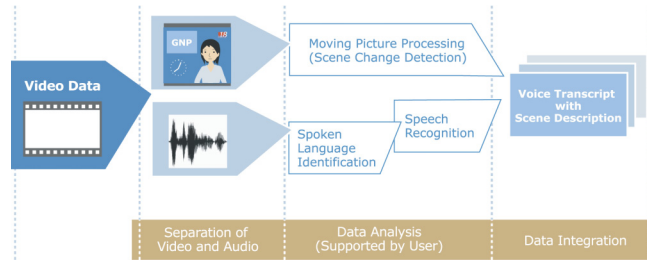 Video Data
GNP
Moving Picture Processing
(Scene Change Detection)
Spoken
Language
Identification
Speech
Recognition
Voice Transcript
with
Scene Description
Separation of
Video and Audio
Data Analysis
(Supported by User)
Data Integration